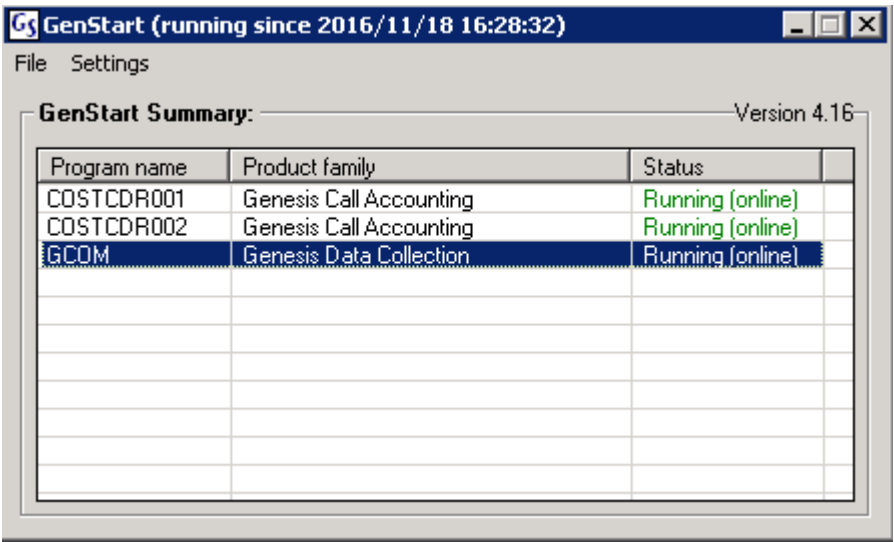 GS GenStart (running since 2016/11/18 16:28:32)
File Settings
GenStart Summary: Version 4.16
Program name Product family Status
COSTCDR001 Genesis Call Accounting Running (online)
COSTCDR002 Genesis Call Accounting Running (online)
GCOM Genesis Data Collection Running (online)